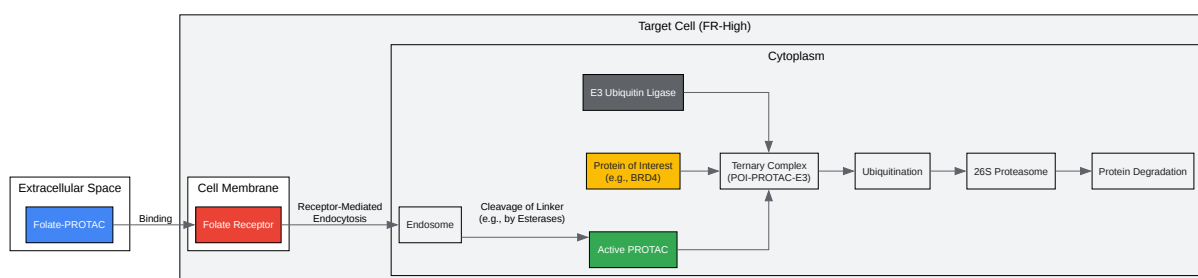 Target Cell (FR-High)
Cytoplasm
E3 Ubiquitin Ligase
Extracellular Space
Folate-PROTAC
Binding
Cell Membrane
Folate Receptor
Receptor-Mediated
Endocytosis
Endosome
Cleavage of Linker
(e.g., by Esterases)
Protein of Interest
(e.g., BRD4)
Active PROTAC
Ternary Complex
(POI-PROTAC-E3)
Ubiquitination
26S Proteasome
Protein Degradation